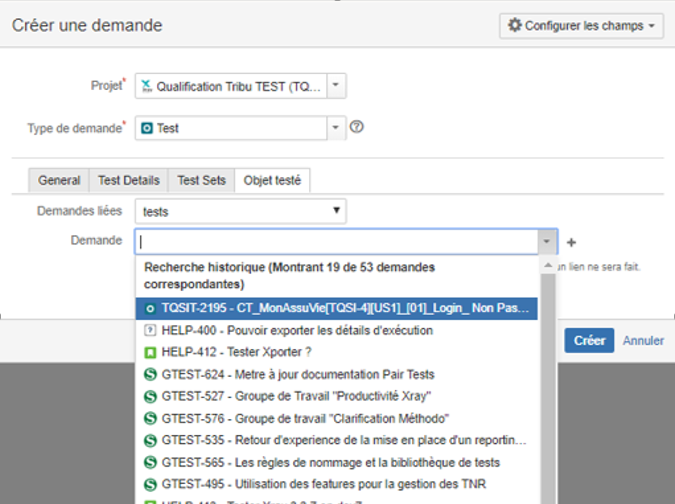 Créer une demande
Configurer les champs
Projet*
Qualification Tribu TEST (TQ...
Type de demande*
Test
General
Test Details
Test Sets
Objet testé
Demandes liées
tests
Demande
Recherche historique (Montrant 19 de 53 demandes
correspondantes)
un lien ne sera fait.
TQSIT-2195 - CT_MonAssuVie[TQSI-4][US1]_[01]_Login_ Non Pas...
HELP-400 - Pouvoir exporter les détails d'exécution
Créer
Annuler
HELP-412 - Tester Xporter ?
GTEST-624 - Metre à jour documentation Pair Tests
GTEST-527 - Groupe de Travail "Productivité Xray"
GTEST-576 - Groupe de travail "Clarification Méthodo"
GTEST-535 - Retour d'experience de la mise en place d'un reportin...
GTEST-565 - Les règles de nommage et la bibliothèque de tests
GTEST-495 - Utilisation des features pour la gestion des TNR